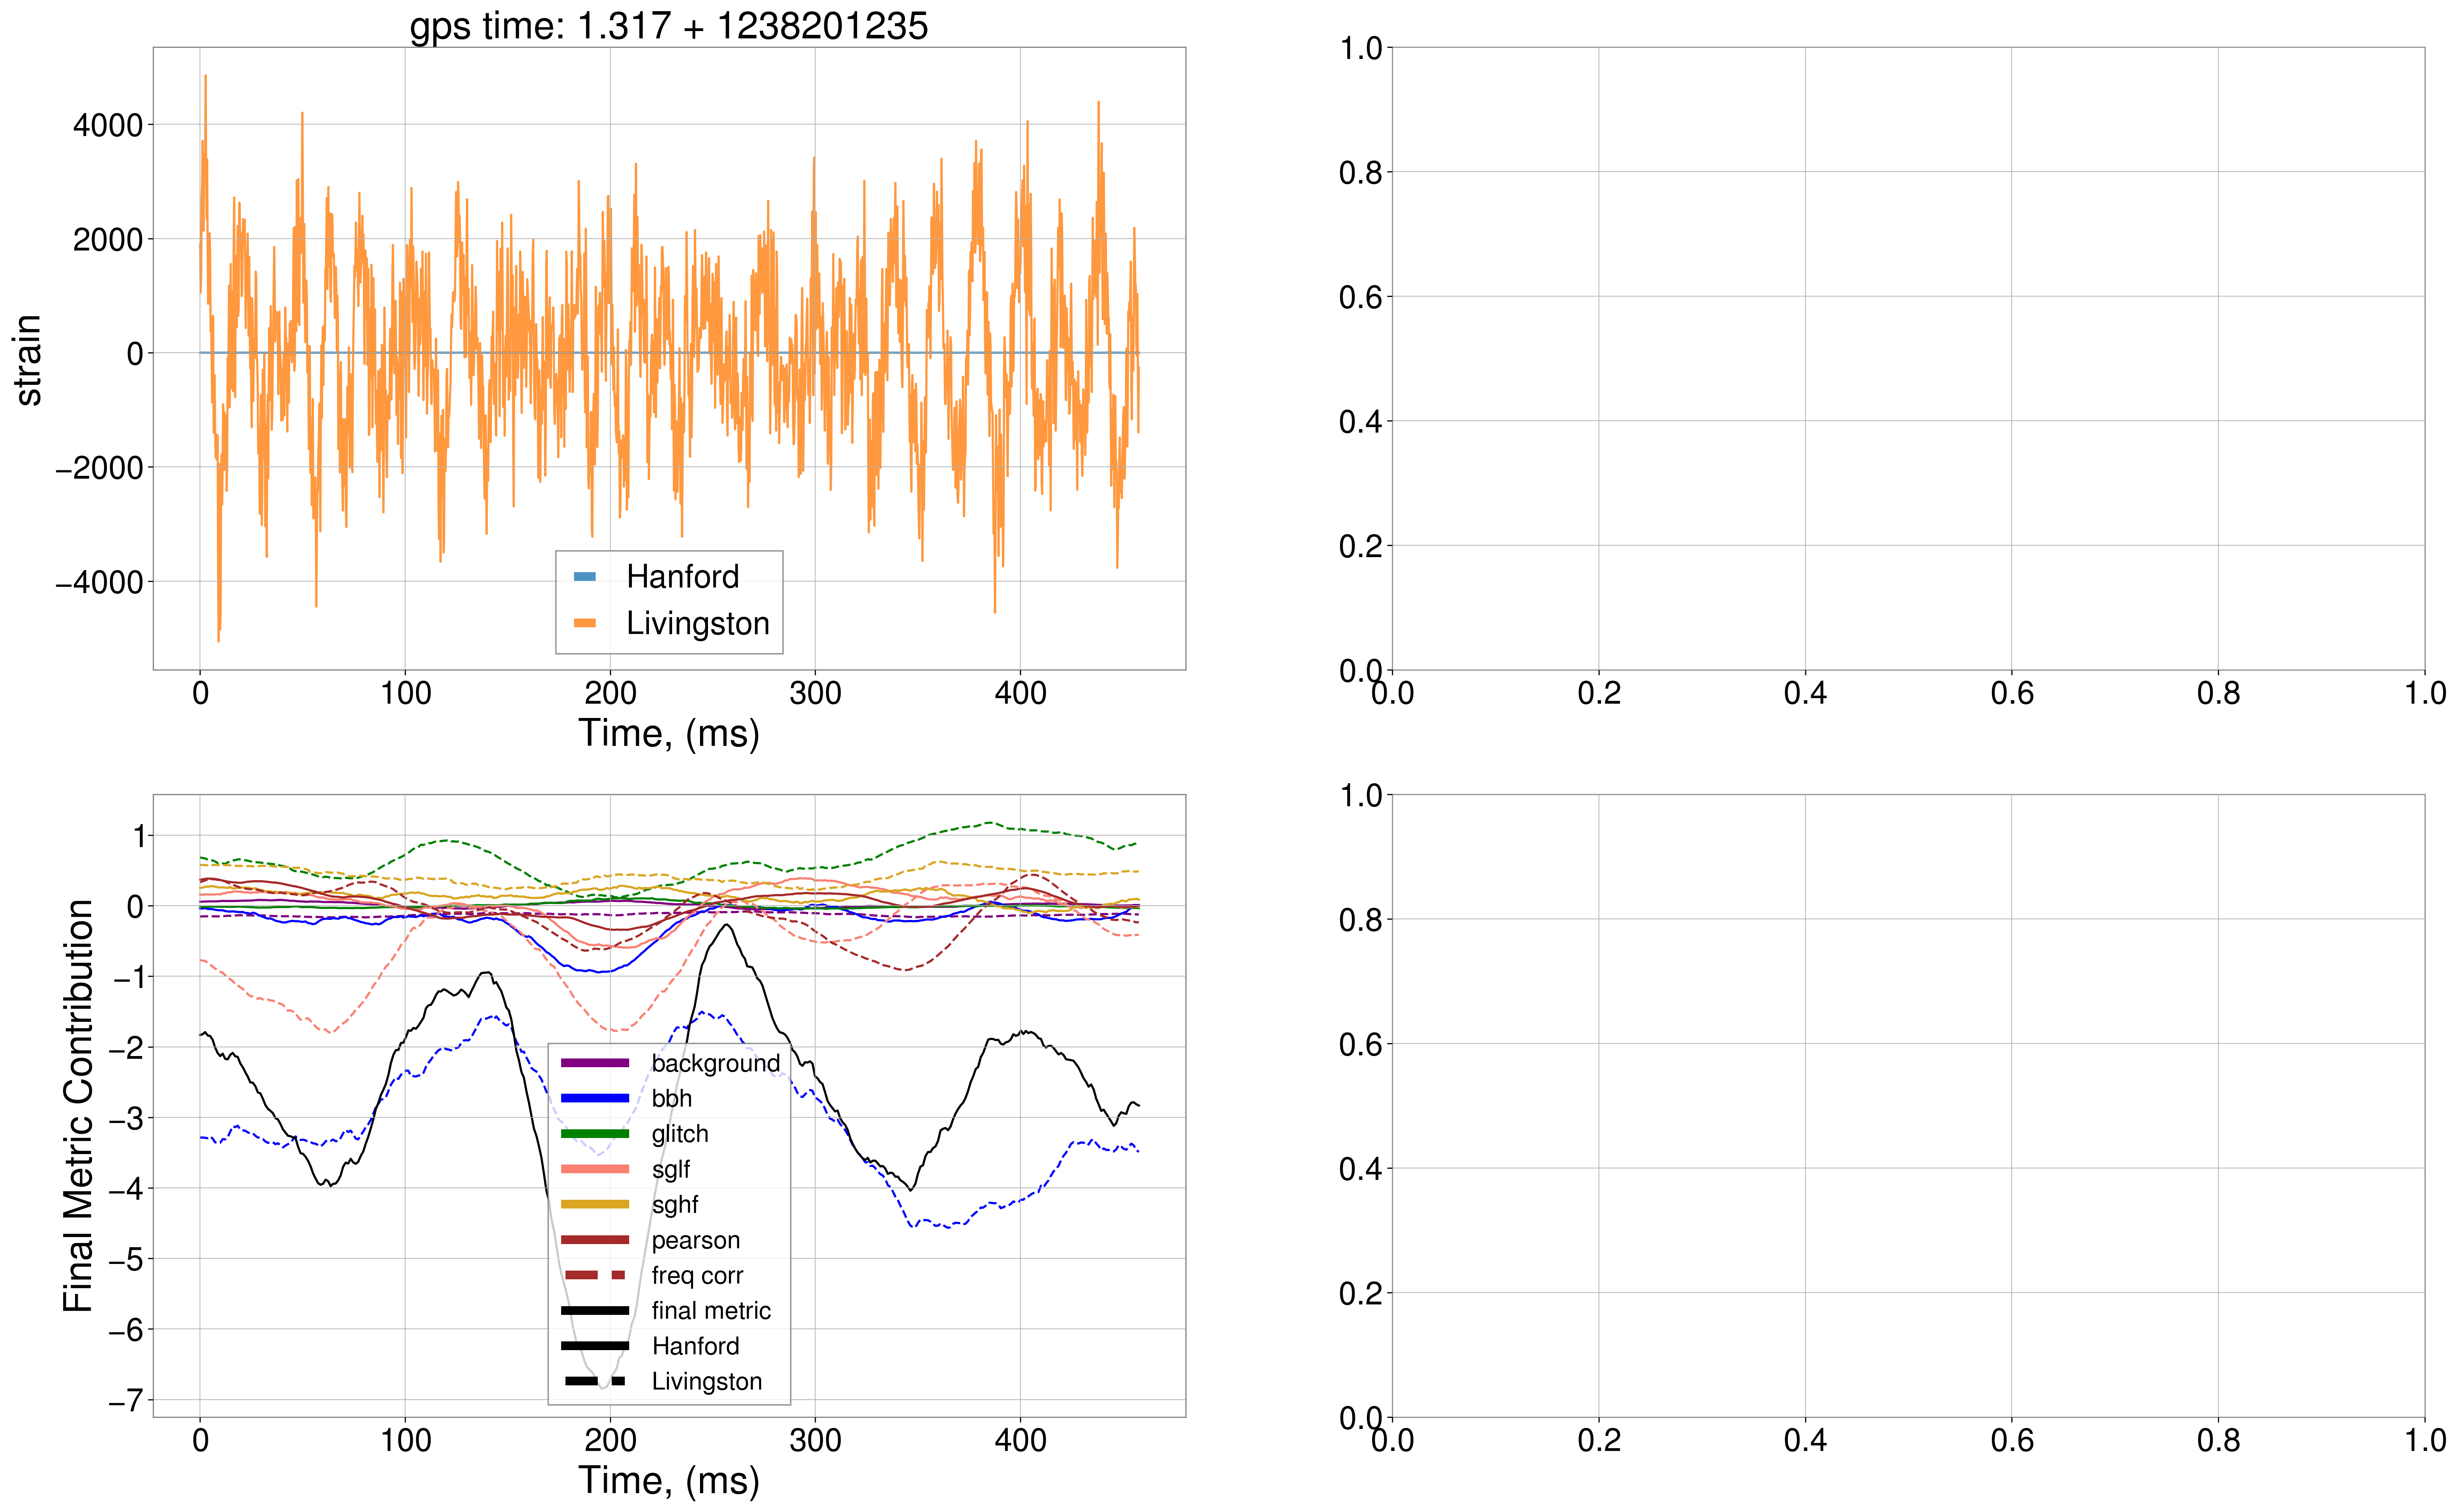 gps time: 1.317 + 1238201235
strain
4000
2000
0
−2000
−4000
Hanford
Livingston
0 100 200 300 400
Time, (ms)
1.0
0.8
0.6
0.4
0.2
0.0
0.0 0.2 0.4 0.6 0.8 1.0
Final Metric Contribution
1
0
−1
−2
−3
−4
−5
−6
−7
background
bbh
glitch
sglf
sghf
pearson
freq corr
final metric
Hanford
Livingston
0 100 200 300 400
Time, (ms)
1.0
0.8
0.6
0.4
0.2
0.0
0.0 0.2 0.4 0.6 0.8 1.0